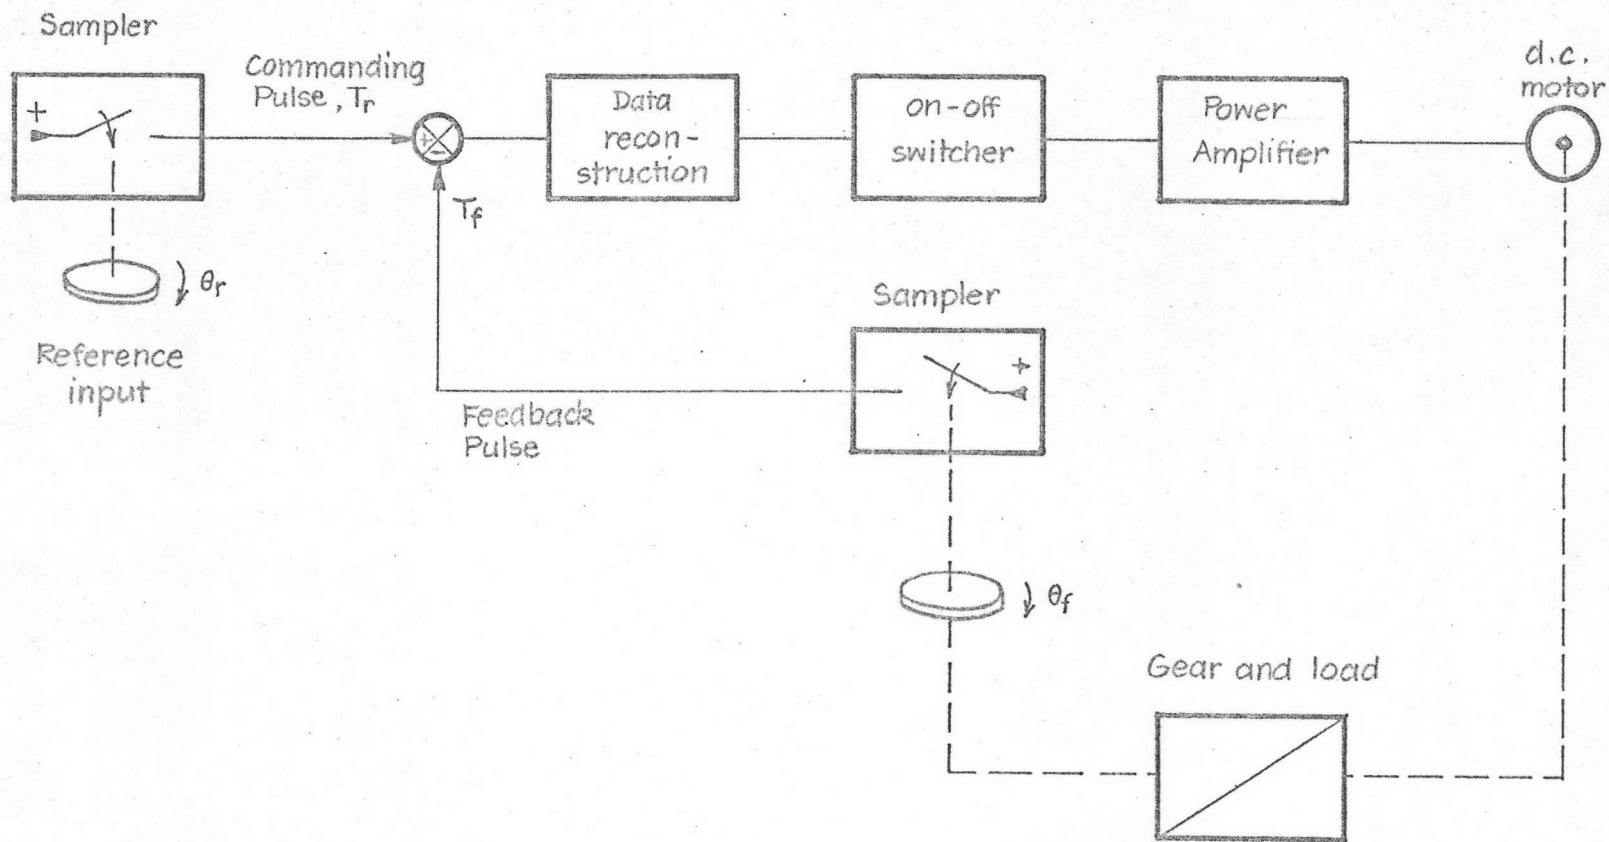 Sampler
+
Commanding
Pulse, Tr
+
−
Tf
Data
recon-
struction
on-off
switcher
Power
Amplifier
d.c.
motor
θr
Reference
input
Sampler
+
Feedback
Pulse
θf
Gear and load